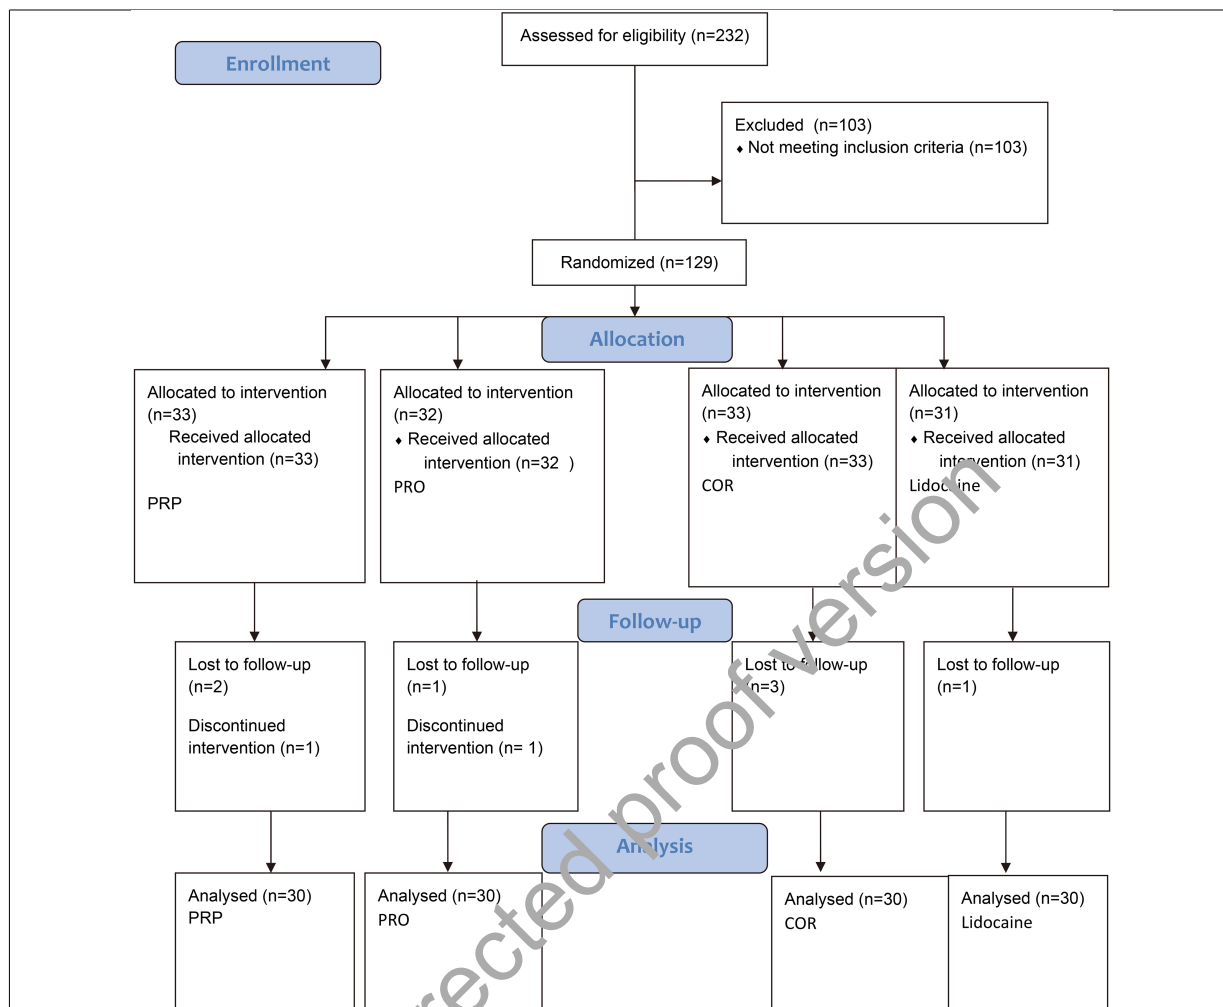 Assessed for eligibility (n=232)
Enrollment
Excluded (n=103)
♦ Not meeting inclusion criteria (n=103)
Randomized (n=129)
Allocation
Allocated to intervention
(n=33)
Received allocated
intervention (n=33)
PRP
Allocated to intervention
(n=32)
♦ Received allocated
intervention (n=32 )
PRO
Allocated to intervention
(n=33)
♦ Received allocated
intervention (n=33)
COR
Allocated to intervention
(n=31)
♦ Received allocated
intervention (n=31)
Lidocaine
Follow-up
Lost to follow-up
(n=2)
Discontinued
intervention (n=1)
Lost to follow-up
(n=1)
Discontinued
intervention (n= 1)
Lost to follow-up
(n=3)
Lost to follow-up
(n=1)
Analysis
Analysed (n=30)
PRP
Analysed (n=30)
PRO
Analysed (n=30)
COR
Analysed (n=30)
Lidocaine
rected proof version